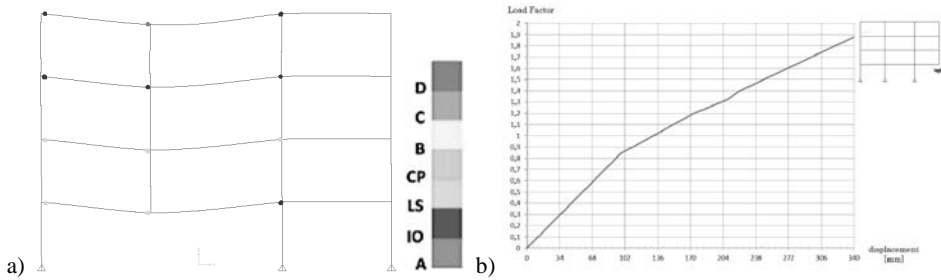 a)
D
C
B
CP
LS
IO
A
b)
Load Factor
2
1,9
1,8
1,7
1,6
1,5
1,4
1,3
1,2
1,1
1
0,9
0,8
0,7
0,6
0,5
0,4
0,3
0,2
0,1
0
0 34 68 102 136 170 204 238 272 306 340
displacement
[mm]